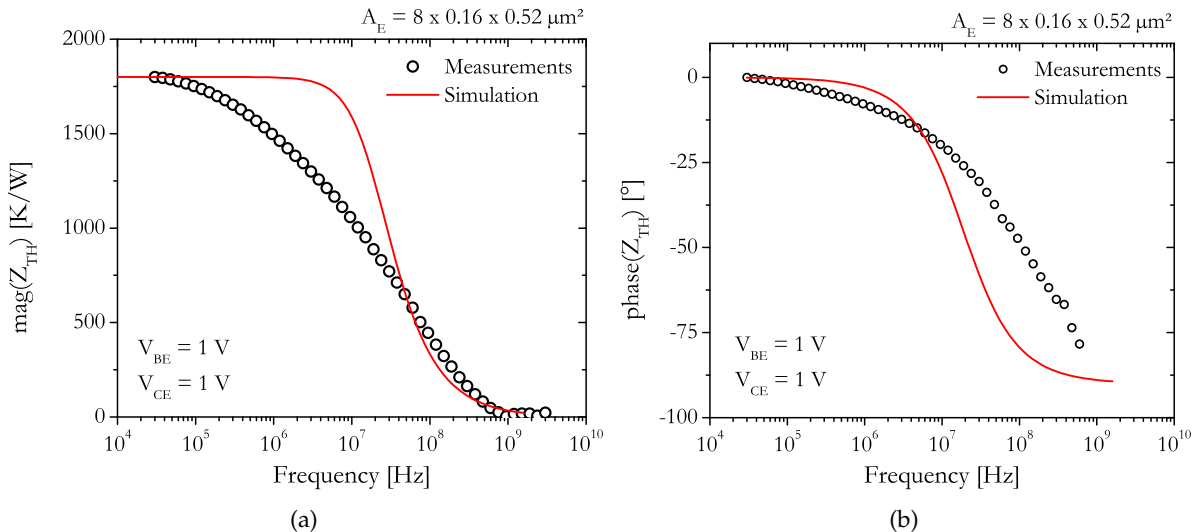 A_E = 8 x 0.16 x 0.52 µm²
2000
1500
1000
500
0
mag(Z_TH) [K/W]
Measurements
Simulation
V_BE = 1 V
V_CE = 1 V
10^4 10^5 10^6 10^7 10^8 10^9 10^10
Frequency [Hz]
(a)
A_E = 8 x 0.16 x 0.52 µm²
0
-25
-50
-75
-100
phase(Z_TH) [°]
Measurements
Simulation
V_BE = 1 V
V_CE = 1 V
10^4 10^5 10^6 10^7 10^8 10^9 10^10
Frequency [Hz]
(b)